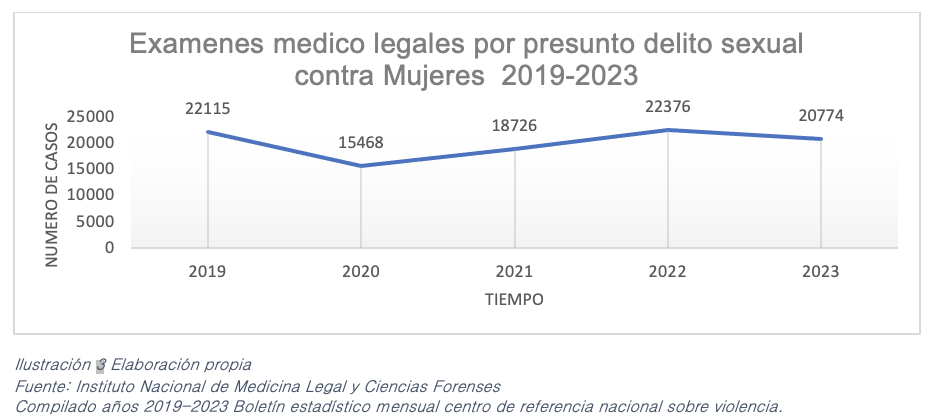 Examenes medico legales por presunto delito sexual
contra Mujeres 2019-2023
NUMERO DE CASOS
25000
20000
15000
10000
5000
0
22115
15468
18726
22376
20774
2019 2020 2021 2022 2023
TIEMPO
Ilustración 3 Elaboración propia
Fuente: Instituto Nacional de Medicina Legal y Ciencias Forenses
Compilado años 2019-2023 Boletín estadístico mensual centro de referencia nacional sobre violencia.